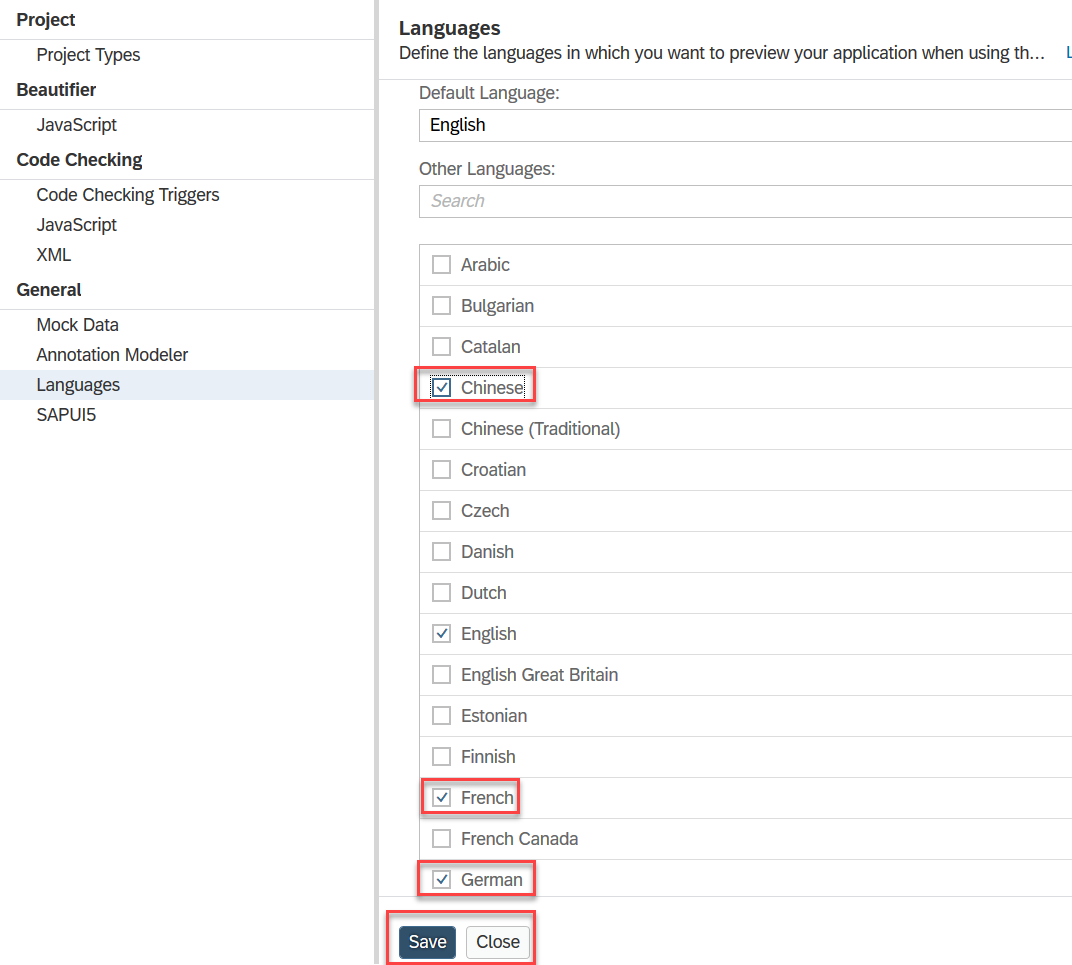 Project
Project Types
Beautifier
JavaScript
Code Checking
Code Checking Triggers
JavaScript
XML
General
Mock Data
Annotation Modeler
Languages
SAPUI5
Languages
Define the languages in which you want to preview your application when using th... L
Default Language:
English
Other Languages:
Search
Arabic
Bulgarian
Catalan
Chinese
Chinese (Traditional)
Croatian
Czech
Danish
Dutch
English
English Great Britain
Estonian
Finnish
French
French Canada
German
Save Close